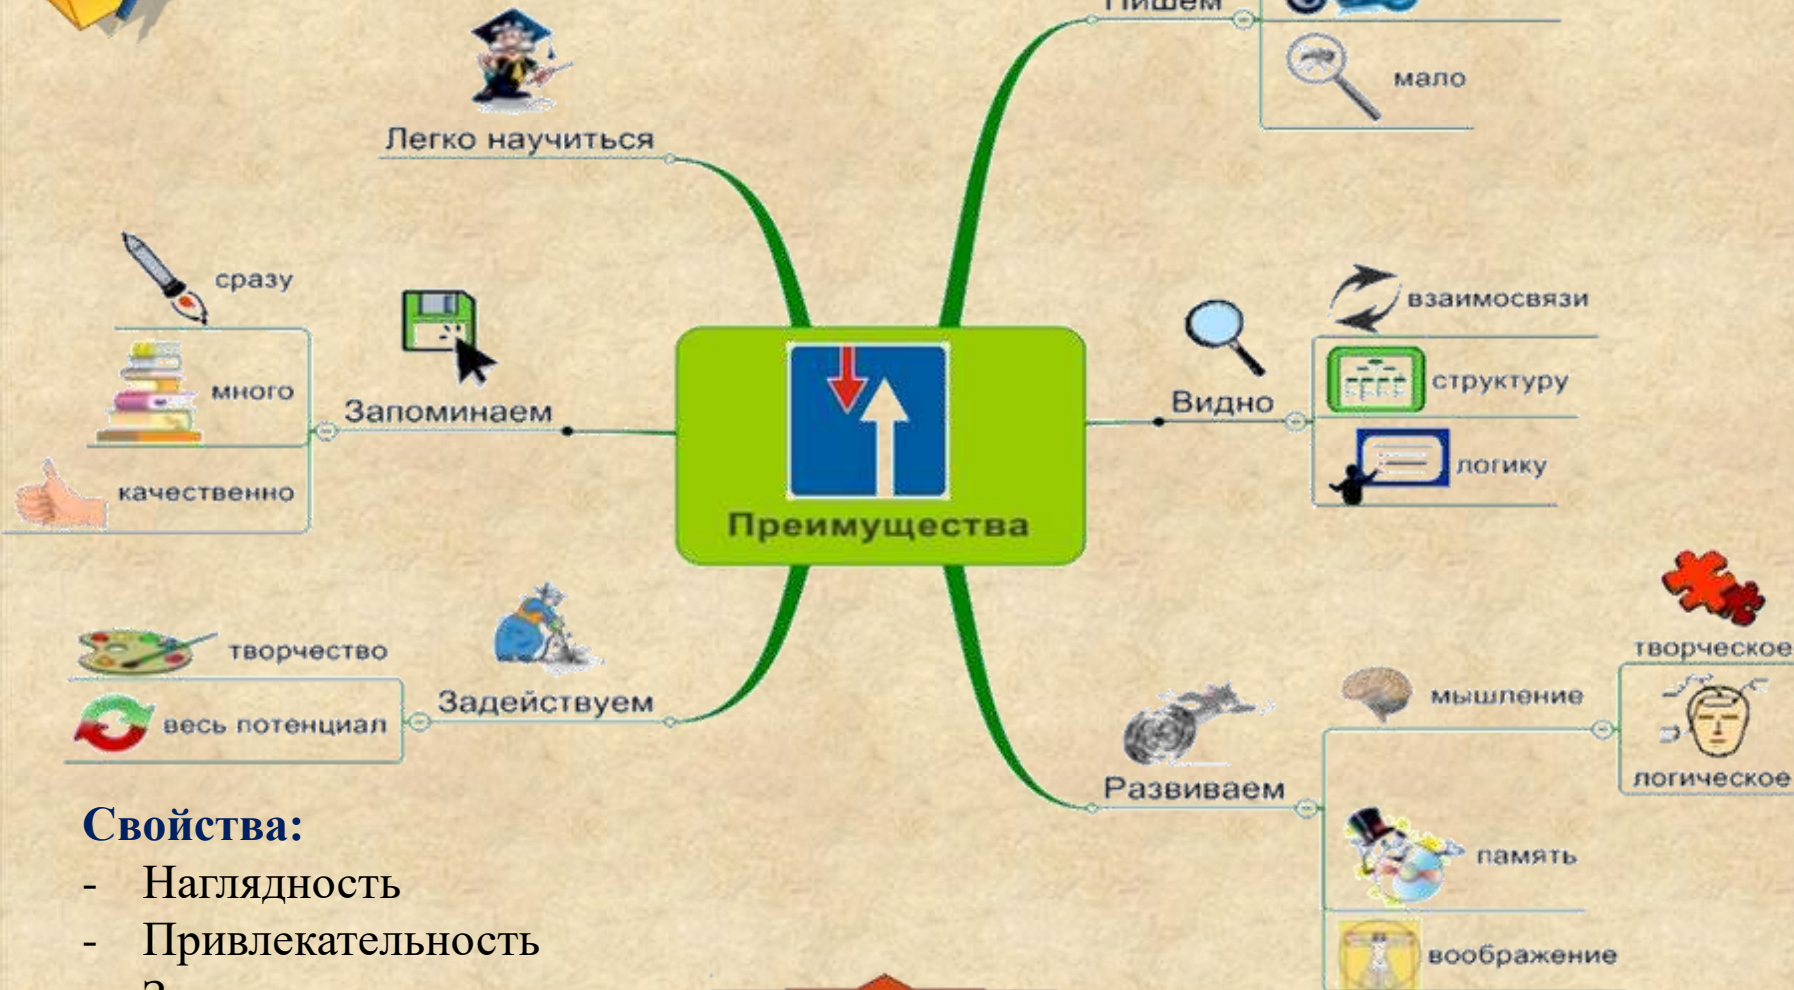 Пишем
мало
Легко научиться
сразу
много
качественно
Запоминаем
Преимущества
Видно
взаимосвязи
структуру
логику
творчество
весь потенциал
Задействуем
Развиваем
мышление
творческое
логическое
память
воображение
Свойства:
- Наглядность
- Привлекательность